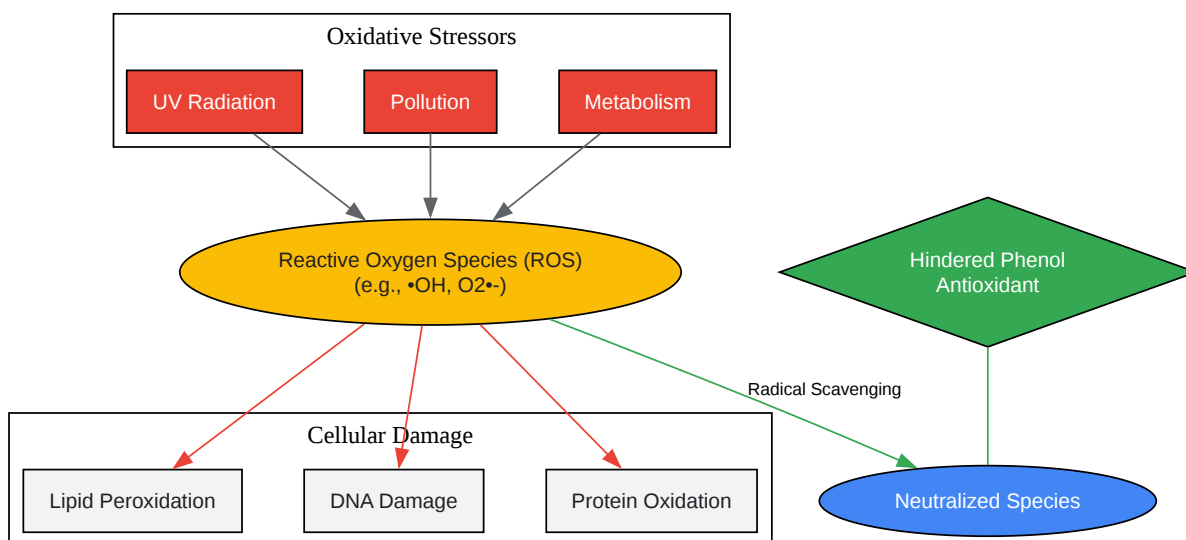 Oxidative Stressors
UV Radiation
Pollution
Metabolism
Reactive Oxygen Species (ROS)
(e.g., •OH, O2•-)
Hindered Phenol
Antioxidant
Radical Scavenging
Cellular Damage
Lipid Peroxidation
DNA Damage
Protein Oxidation
Neutralized Species